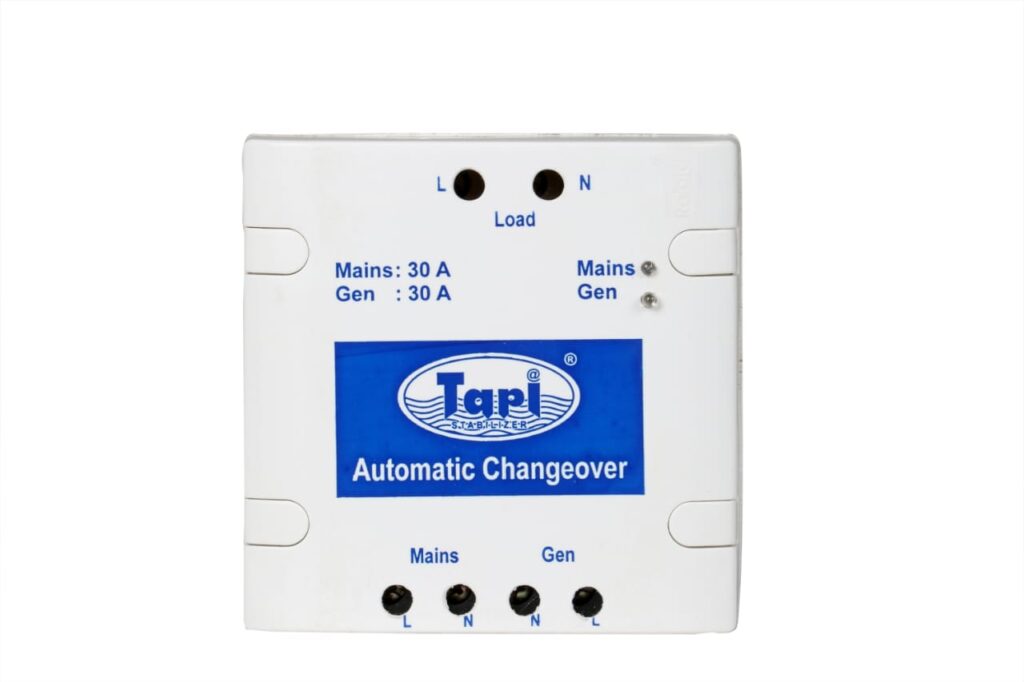 L N
Load
Mains : 30 A
Gen : 30 A
Mains
Gen
®
@
Tapi
STABILIZER
Automatic Changeover
Mains Gen
L N N L